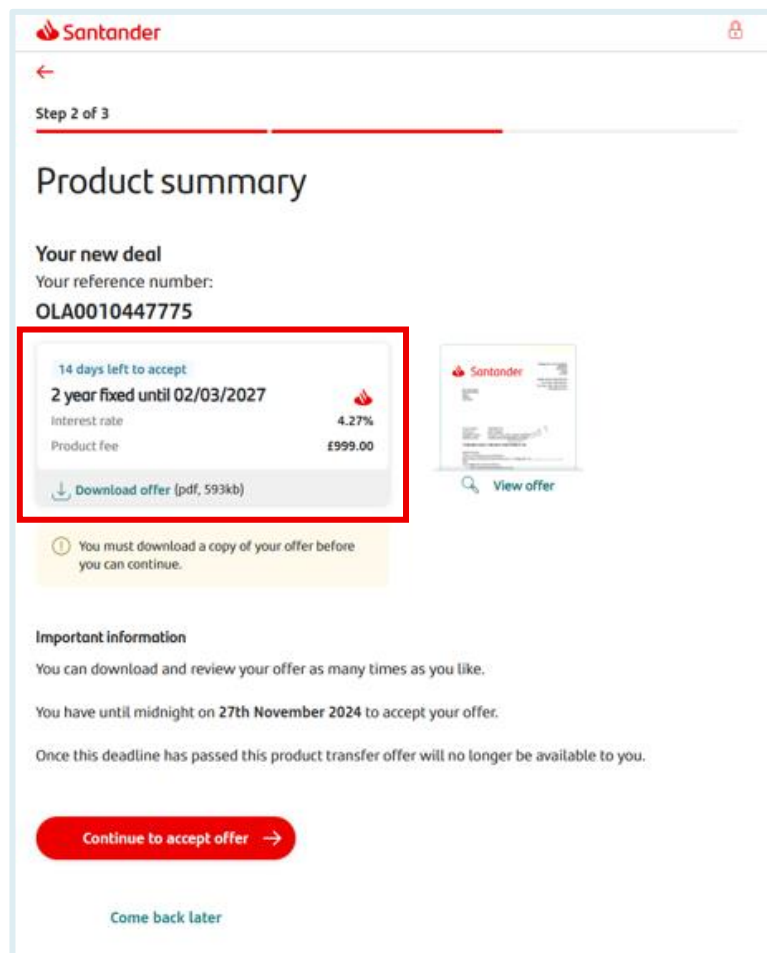 Santander
Step 2 of 3
Product summary
Your new deal
Your reference number:
OLA0010447775
14 days left to accept
2 year fixed until 02/03/2027
Interest rate 4.27%
Product fee £999.00
Download offer (pdf, 593kb)
Santander
View offer
You must download a copy of your offer before
you can continue.
Important information
You can download and review your offer as many times as you like.
You have until midnight on 27th November 2024 to accept your offer.
Once this deadline has passed this product transfer offer will no longer be available to you.
Continue to accept offer
Come back later